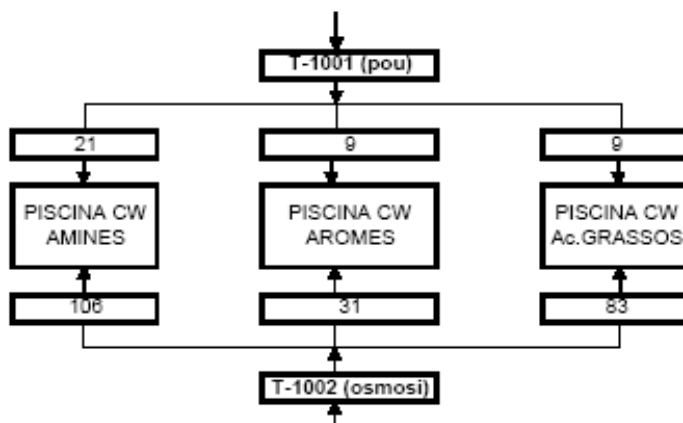 T-1001 (pou)
21
9
9
PISCINA CW
AMINES
PISCINA CW
AROMES
PISCINA CW
Ac.GRASSOS
106
31
83
T-1002 (osmosi)